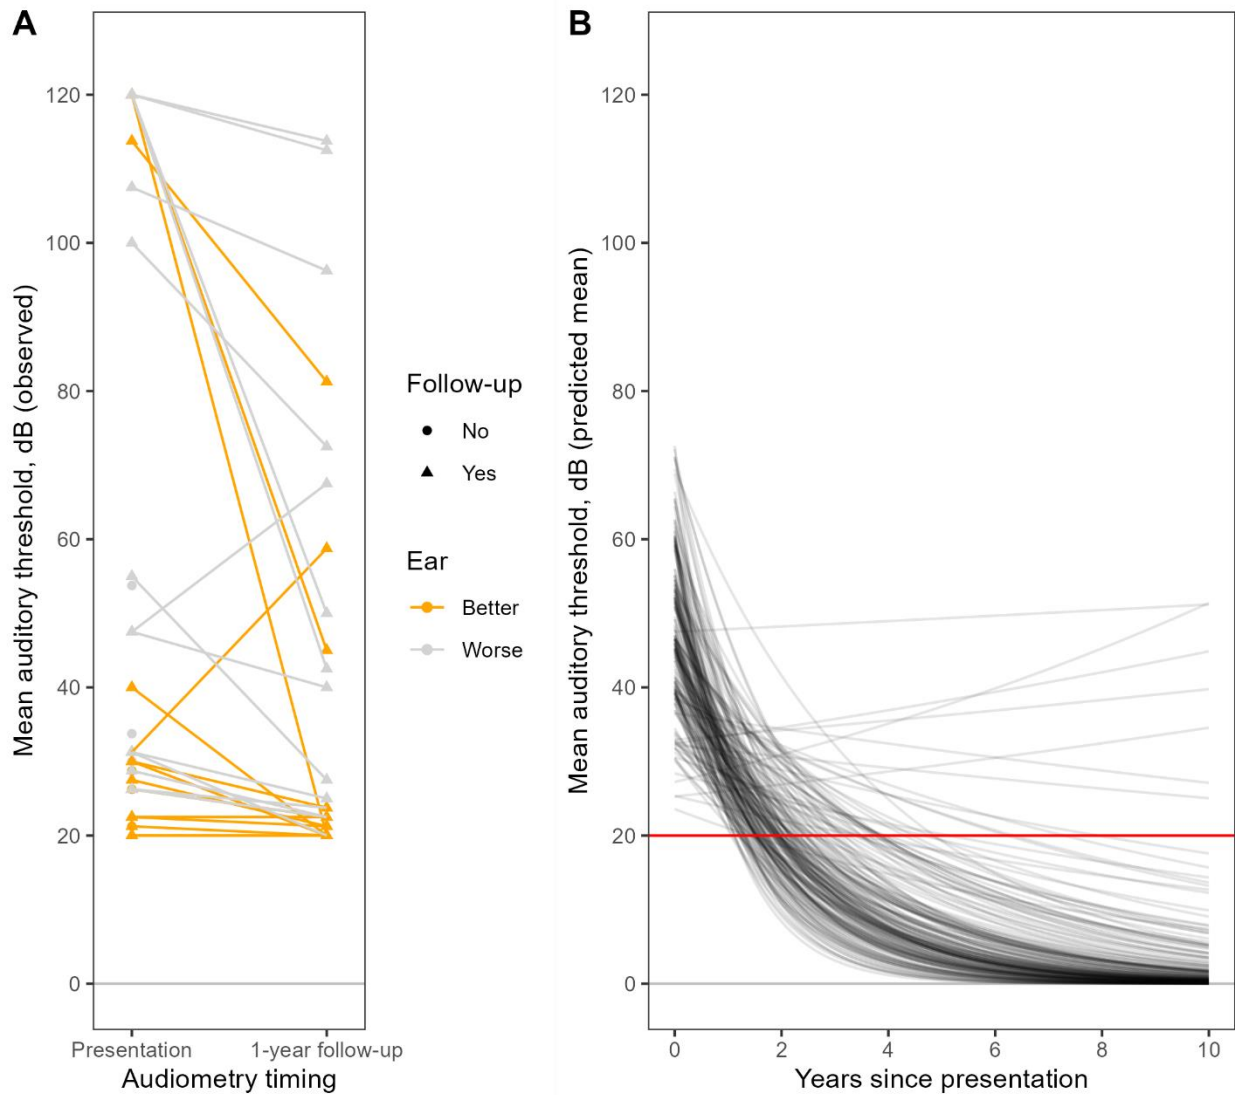 A
Mean auditory threshold, dB (observed)
120
100
80
60
40
20
0
Presentation
1-year follow-up
Audiometry timing
Follow-up
No
Yes
Ear
Better
Worse
B
Mean auditory threshold, dB (predicted mean)
120
100
80
60
40
20
0
0 2 4 6 8 10
Years since presentation